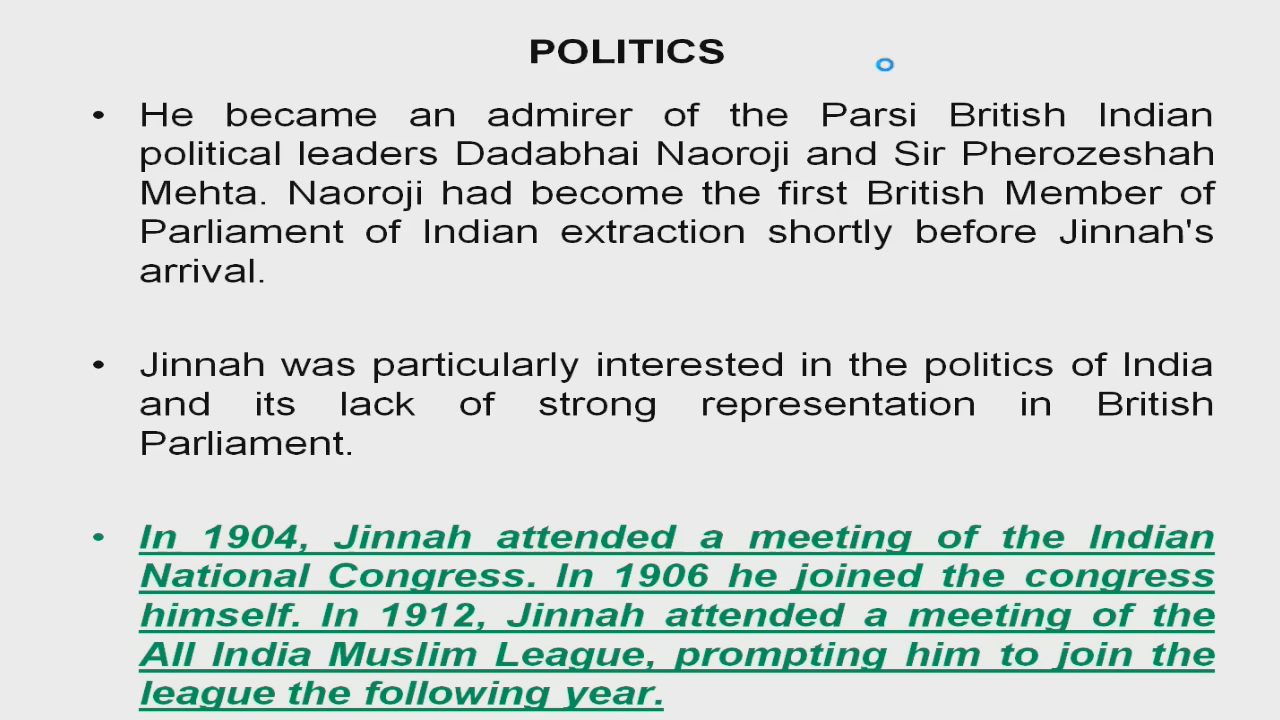 POLITICS
• He became an admirer of the Parsi British Indian
political leaders Dadabhai Naoroji and Sir Pherozeshah
Mehta. Naoroji had become the first British Member of
Parliament of Indian extraction shortly before Jinnah's
arrival.
• Jinnah was particularly interested in the politics of India
and its lack of strong representation in British
Parliament.
• In 1904, Jinnah attended a meeting of the Indian
National Congress. In 1906 he joined the congress
himself. In 1912, Jinnah attended a meeting of the
All India Muslim League, prompting him to join the
league the following year.